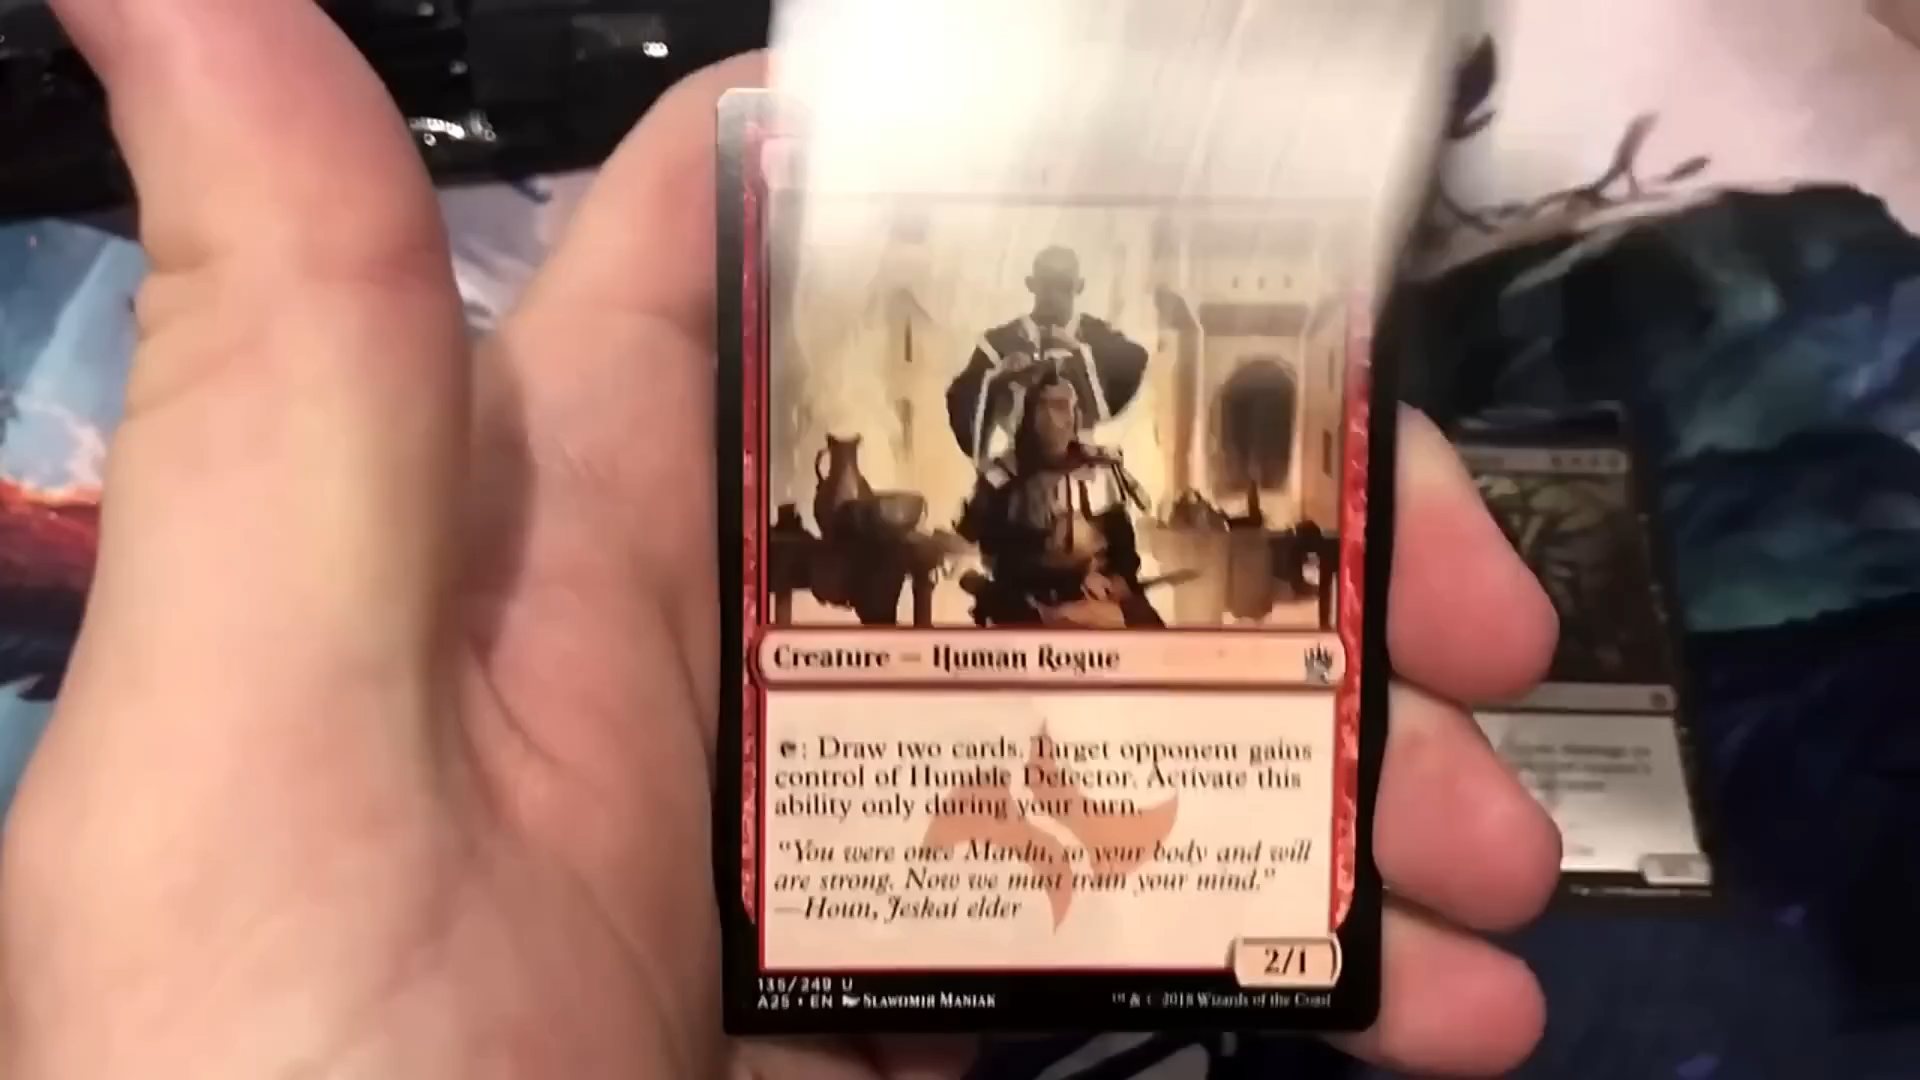 Creature — Human Rogue
: Draw two cards. Target opponent gains
control of Humble Defector. Activate this
ability only during your turn.
"You were once Mardu, so your body and will
are strong. Now we must train your mind."
—Houn, Jeskai elder
2/1
135/249 U
A25 • EN SLAWOMIR MANIAK
™ & © 2018 Wizards of the Coast